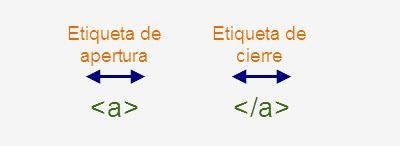 Etiqueta de
apertura
<a>
Etiqueta de
cierre
</a>